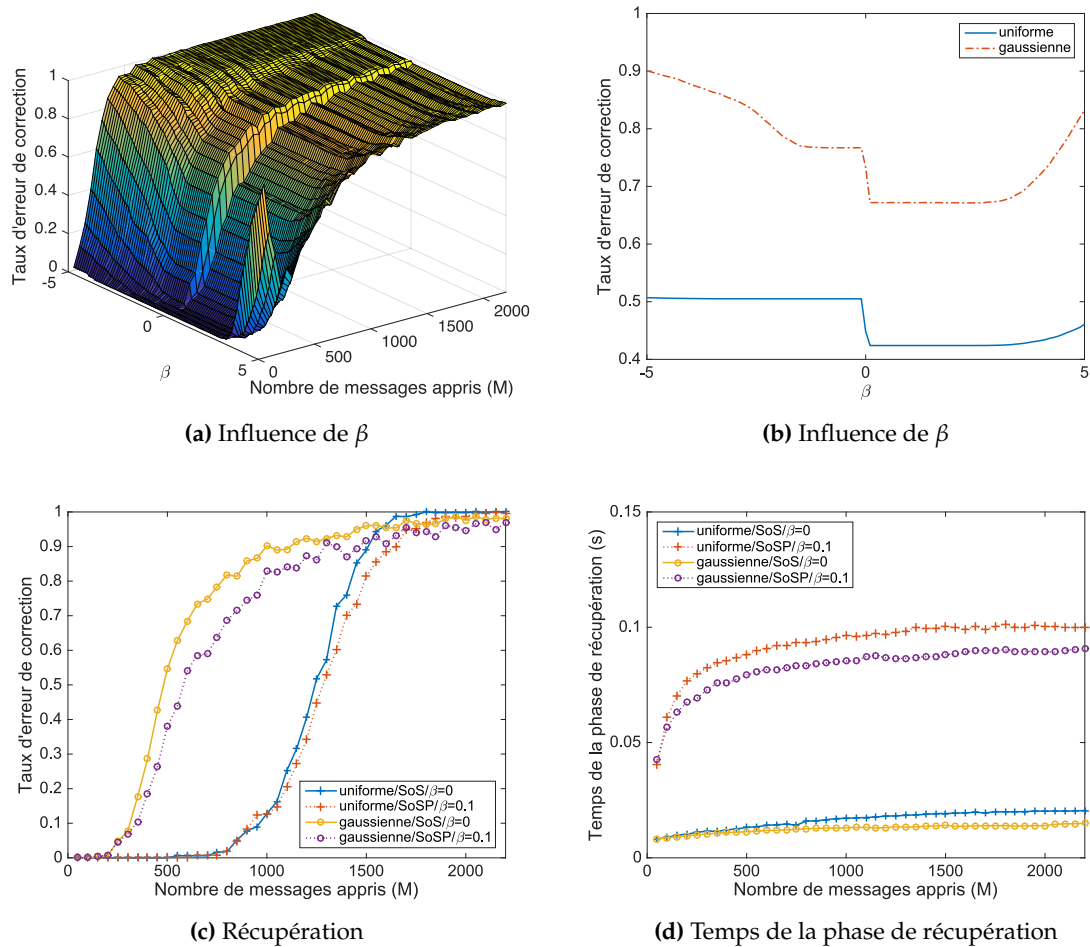 Taux d'erreur de correction
1
0.8
0.6
0.4
0.2
0
-5
0
5
β
0
500
1000
1500
2000
Nombre de messages appris (M)
(a) Influence de β
Taux d'erreur de correction
1
0.9
0.8
0.7
0.6
0.5
0.4
-5
0
5
β
uniforme
gaussienne
(b) Influence de β
Taux d'erreur de correction
1
0.9
0.8
0.7
0.6
0.5
0.4
0.3
0.2
0.1
0
0
500
1000
1500
2000
Nombre de messages appris (M)
uniforme/SoS/β=0
uniforme/SoSP/β=0.1
gaussienne/SoS/β=0
gaussienne/SoSP/β=0.1
(c) Récupération
Temps de la phase de récupération (s)
0.15
0.1
0.05
0
0
500
1000
1500
2000
Nombre de messages appris (M)
uniforme/SoS/β=0
uniforme/SoSP/β=0.1
gaussienne/SoS/β=0
gaussienne/SoSP/β=0.1
(d) Temps de la phase de récupération